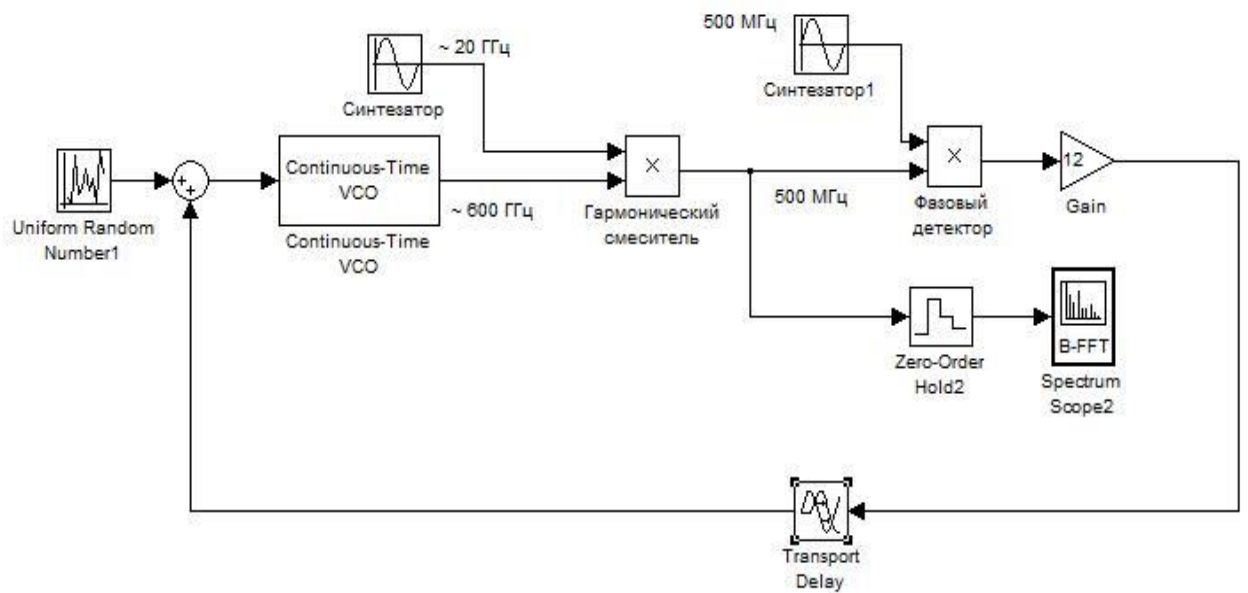 500 МГц
~ 20 ГГц
Синтезатор
Синтезатор1
Continuous-Time
VCO
~ 600 ГГц
Continuous-Time
VCO
Uniform Random
Number1
×
Гармонический
смеситель
500 МГц
×
Фазовый
детектор
12
Gain
Zero-Order
Hold2
B-FFT
Spectrum
Scope2
Transport
Delay